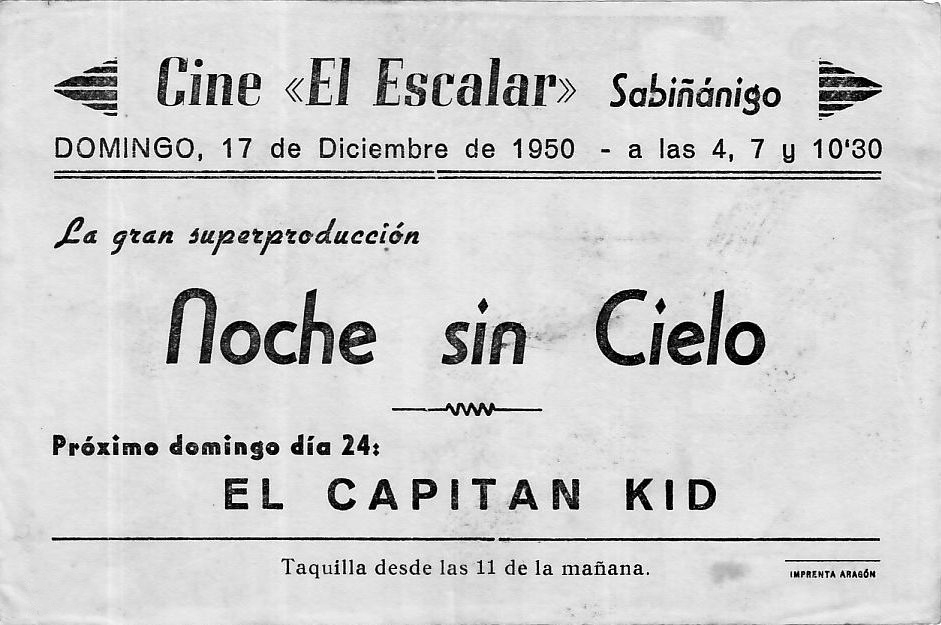 Cine «El Escalar» Sabiñánigo
DOMINGO, 17 de Diciembre de 1950 - a las 4, 7 y 10'30
La gran superproducción
Noche sin Cielo
Próximo domingo día 24:
EL CAPITAN KID
Taquilla desde las 11 de la mañana.
IMPRENTA ARAGÓN